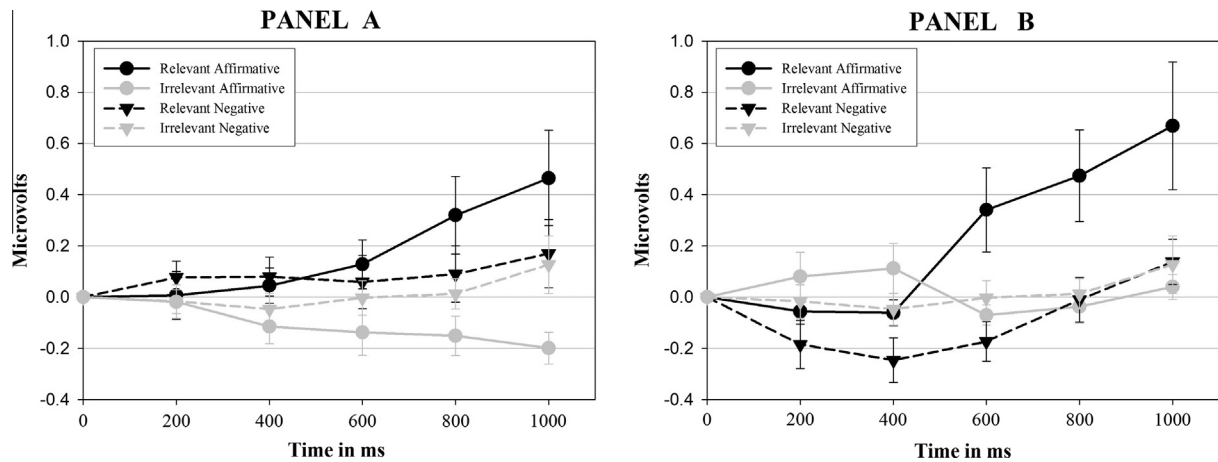 PANEL A
1.0
0.8
0.6
0.4
0.2
0.0
-0.2
-0.4
Microvolts
Relevant Affirmative
Irrelevant Affirmative
Relevant Negative
Irrelevant Negative
0 200 400 600 800 1000
Time in ms
PANEL B
1.0
0.8
0.6
0.4
0.2
0.0
-0.2
-0.4
Microvolts
Relevant Affirmative
Irrelevant Affirmative
Relevant Negative
Irrelevant Negative
0 200 400 600 800 1000
Time in ms